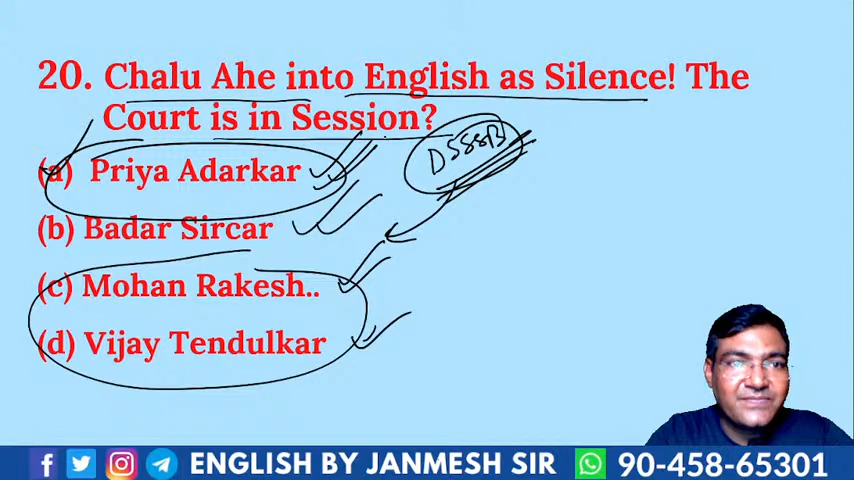 20. Chalu Ahe into English as Silence! The
Court is in Session?
DSSSB
(a) Priya Adarkar
(b) Badar Sircar
(c) Mohan Rakesh..
(d) Vijay Tendulkar
ENGLISH BY JANMESH SIR 90-458-65301